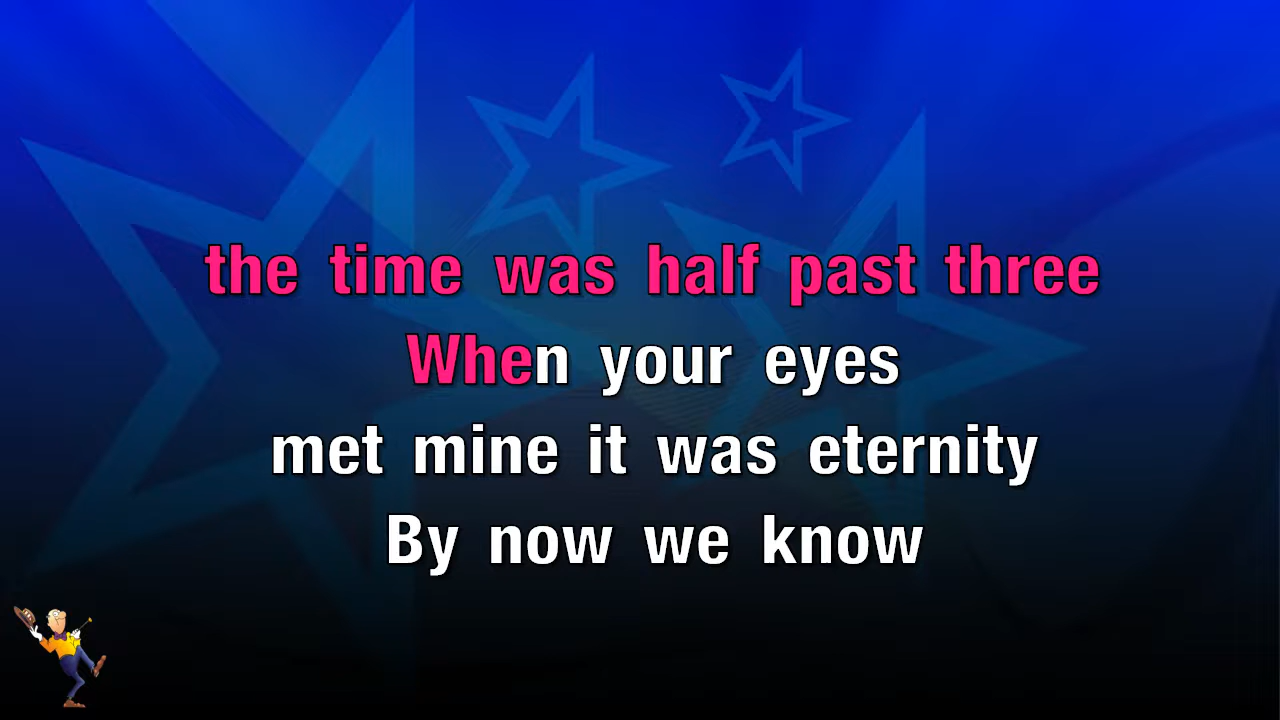 the time was half past three
When your eyes
met mine it was eternity
By now we know